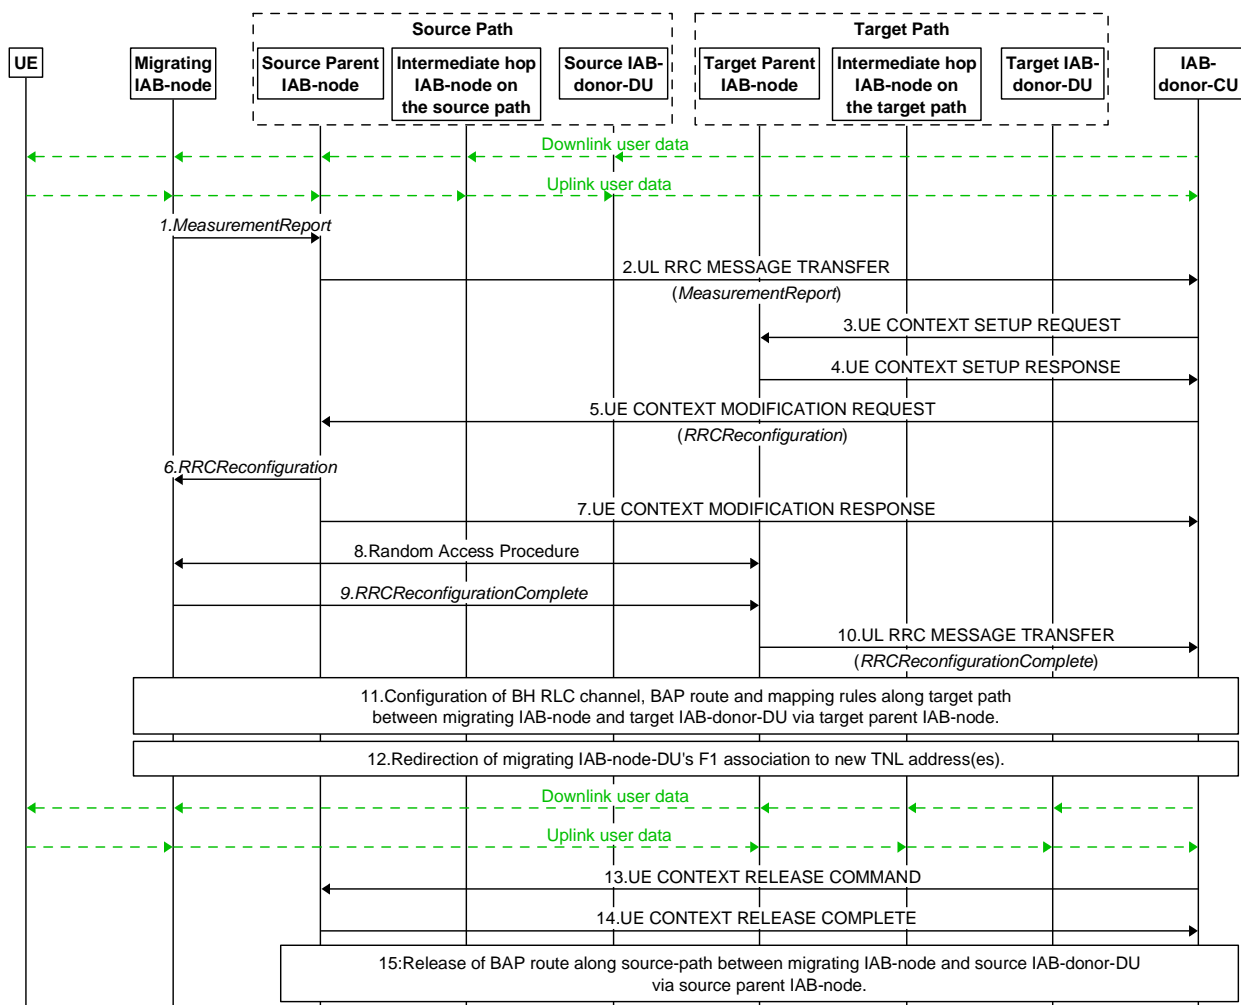 Source Path
Target Path
UE
Migrating
IAB-node
Source Parent
IAB-node
Intermediate hop
IAB-node on
the source path
Source IAB-
donor-DU
Target Parent
IAB-node
Intermediate hop
IAB-node on
the target path
Target IAB-
donor-DU
IAB-
donor-CU
Downlink user data
Uplink user data
1.MeasurementReport
2.UL RRC MESSAGE TRANSFER
(MeasurementReport)
3.UE CONTEXT SETUP REQUEST
4.UE CONTEXT SETUP RESPONSE
5.UE CONTEXT MODIFICATION REQUEST
(RRCReconfiguration)
6.RRCReconfiguration
7.UE CONTEXT MODIFICATION RESPONSE
8.Random Access Procedure
9.RRCReconfigurationComplete
10.UL RRC MESSAGE TRANSFER
(RRCReconfigurationComplete)
11.Configuration of BH RLC channel, BAP route and mapping rules along target path
between migrating IAB-node and target IAB-donor-DU via target parent IAB-node.
12.Redirection of migrating IAB-node-DU's F1 association to new TNL address(es).
Downlink user data
Uplink user data
13.UE CONTEXT RELEASE COMMAND
14.UE CONTEXT RELEASE COMPLETE
15:Release of BAP route along source-path between migrating IAB-node and source IAB-donor-DU
via source parent IAB-node.